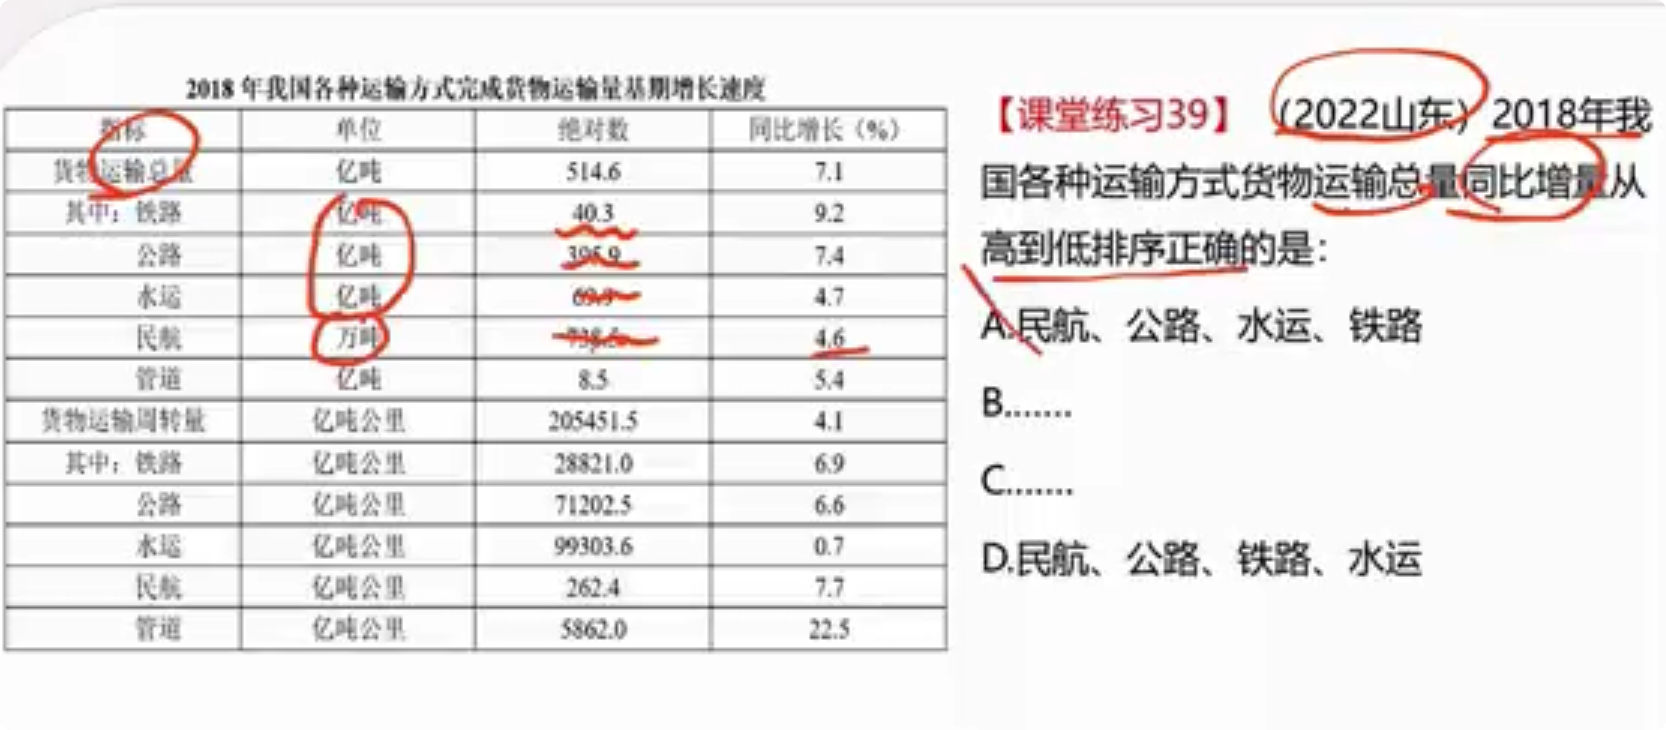 2018 年我国各种运输方式完成货物运输量基期增长速度
指标 单位 绝对数 同比增长（%）
货物运输总量 亿吨 514.6 7.1
其中：铁路 亿吨 40.3 9.2
公路 亿吨 395.9 7.4
水运 亿吨 69.9 4.7
民航 万吨 4.6
管道 亿吨 8.5 5.4
货物运输周转量 亿吨公里 205451.5 4.1
其中：铁路 亿吨公里 28821.0 6.9
公路 亿吨公里 71202.5 6.6
水运 亿吨公里 99303.6 0.7
民航 亿吨公里 262.4 7.7
管道 亿吨公里 5862.0 22.5
【课堂练习39】（2022山东）2018年我
国各种运输方式货物运输总量同比增量从
高到低排序正确的是：
A.民航、公路、水运、铁路
B.......
C.......
D.民航、公路、铁路、水运